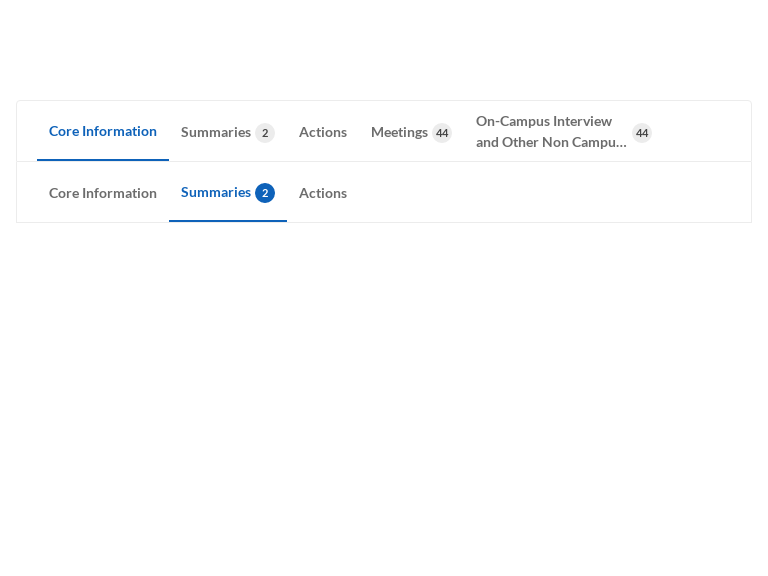 Core Information Summaries 2 Actions Meetings 44 On-Campus Interview
and Other Non Campu... 44
Core Information Summaries 2 Actions